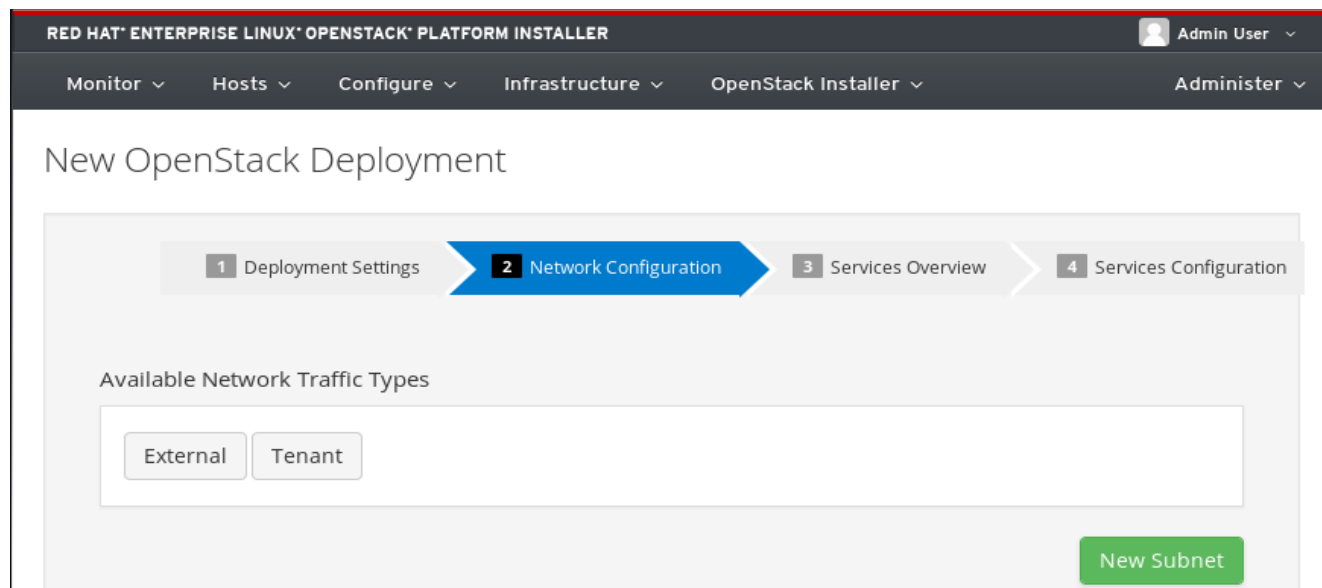 RED HAT® ENTERPRISE LINUX® OPENSTACK® PLATFORM INSTALLER Admin User
Monitor Hosts Configure Infrastructure OpenStack Installer Administer
New OpenStack Deployment
1 Deployment Settings 2 Network Configuration 3 Services Overview 4 Services Configuration
Available Network Traffic Types
External Tenant
New Subnet